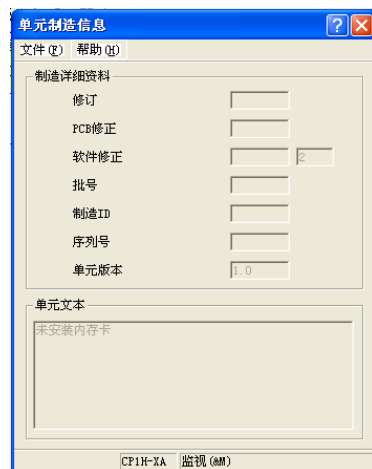 单元制造信息
文件(F) 帮助(H)
制造详细资料
修订
PCB修正
软件修正 2
批号
制造ID
序列号
单元版本 1.0
单元文本
未安装内存卡
CP1H-XA 监视(@M)